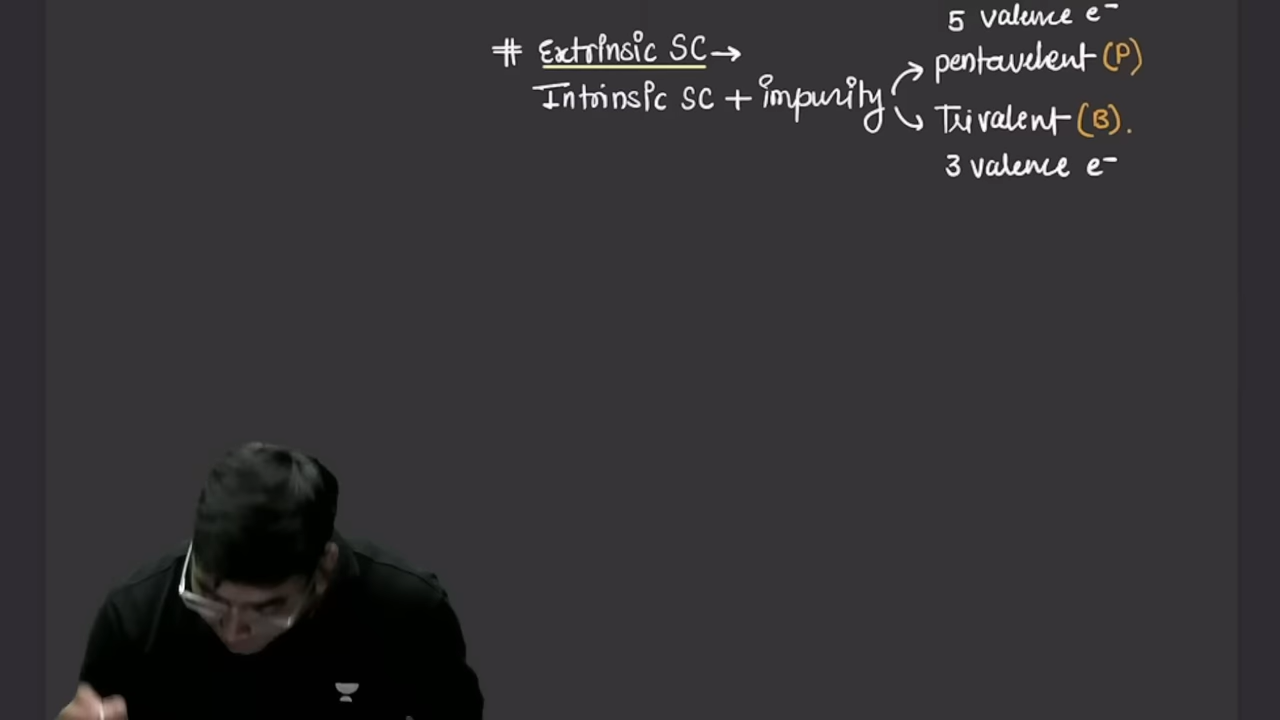 5 valence e⁻
# Extrinsic SC →
pentavelent (P)
Intrinsic SC + impurity
Trivalent (B).
3 valence e⁻